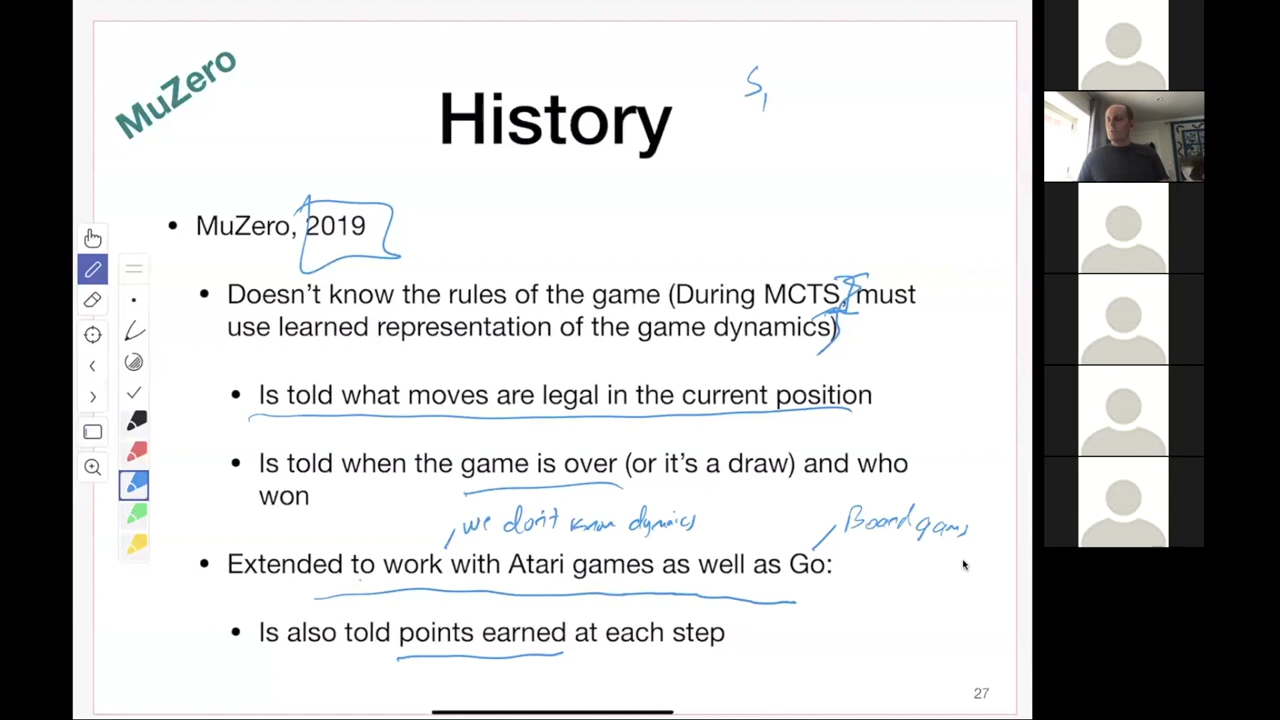 MuZero
History
S1
• MuZero, 2019
• Doesn't know the rules of the game (During MCTS, must
use learned representation of the game dynamics)
• Is told what moves are legal in the current position
• Is told when the game is over (or it's a draw) and who
won
we don't know dynamics
Board games
• Extended to work with Atari games as well as Go:
• Is also told points earned at each step
27